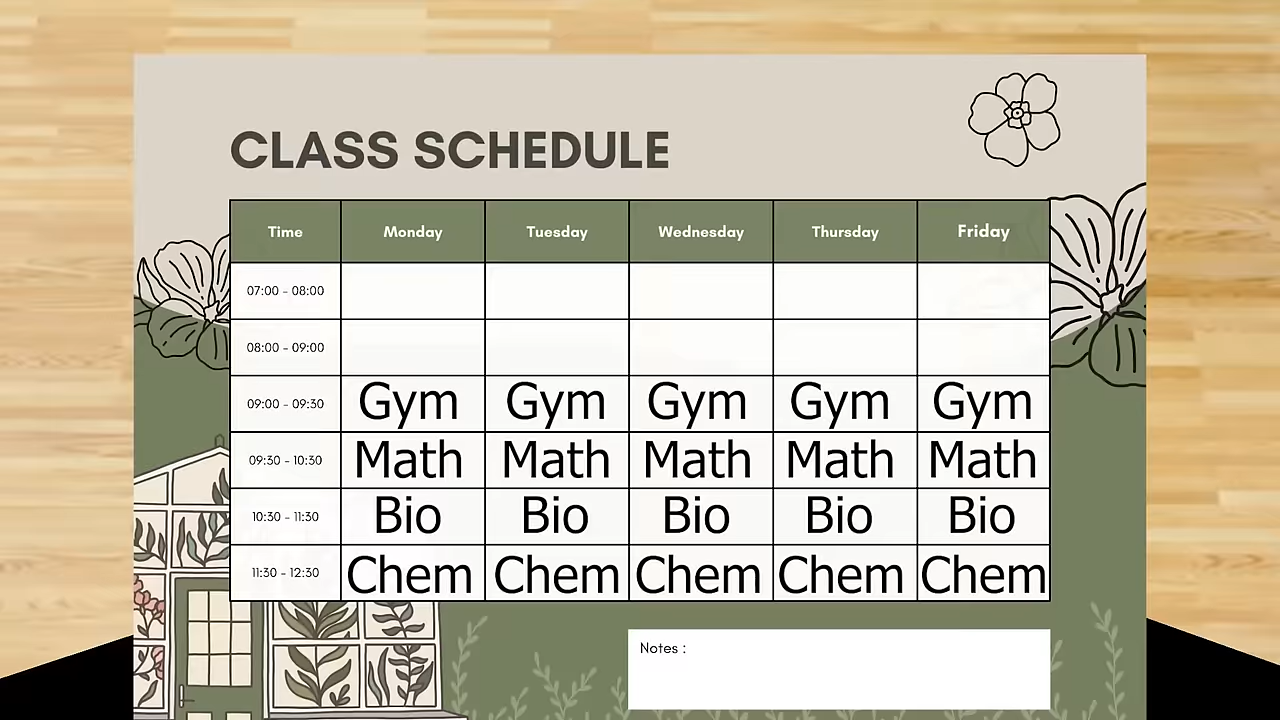 CLASS SCHEDULE
Time Monday Tuesday Wednesday Thursday Friday
07:00 - 08:00
08:00 - 09:00
09:00 - 09:30 Gym Gym Gym Gym Gym
09:30 - 10:30 Math Math Math Math Math
10:30 - 11:30 Bio Bio Bio Bio Bio
11:30 - 12:30 Chem Chem Chem Chem Chem
Notes :